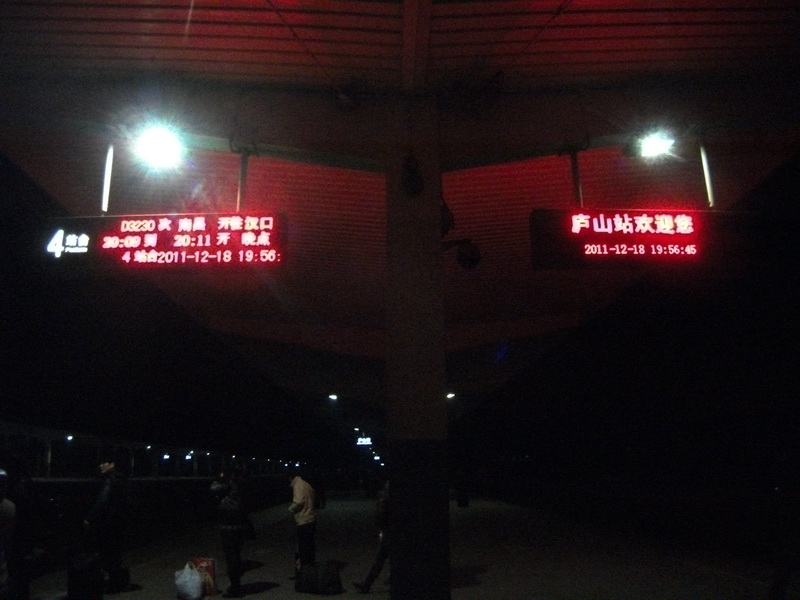 4 站台
D3230次 南昌 开往汉口
20:09到 20:11开 晚点
4 站台2011-12-18 19:56:
庐山站欢迎您
2011-12-18 19:56:45